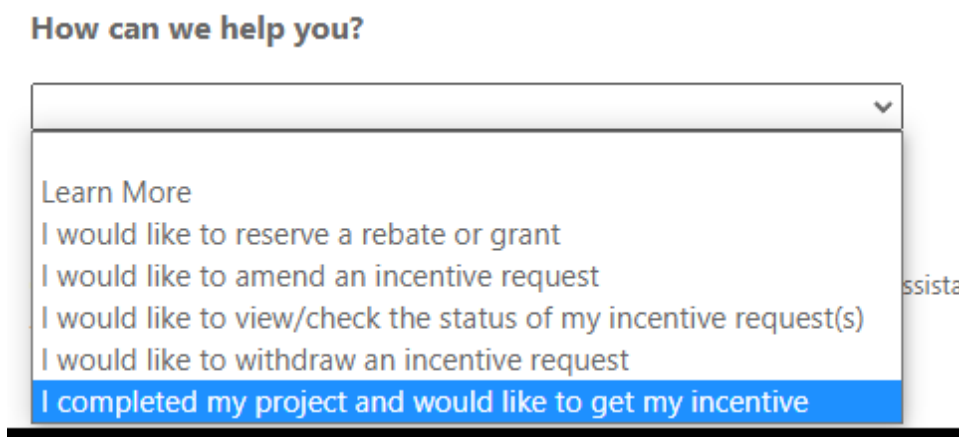 How can we help you?
Learn More
I would like to reserve a rebate or grant
I would like to amend an incentive request
I would like to view/check the status of my incentive request(s)
I would like to withdraw an incentive request
I completed my project and would like to get my incentive